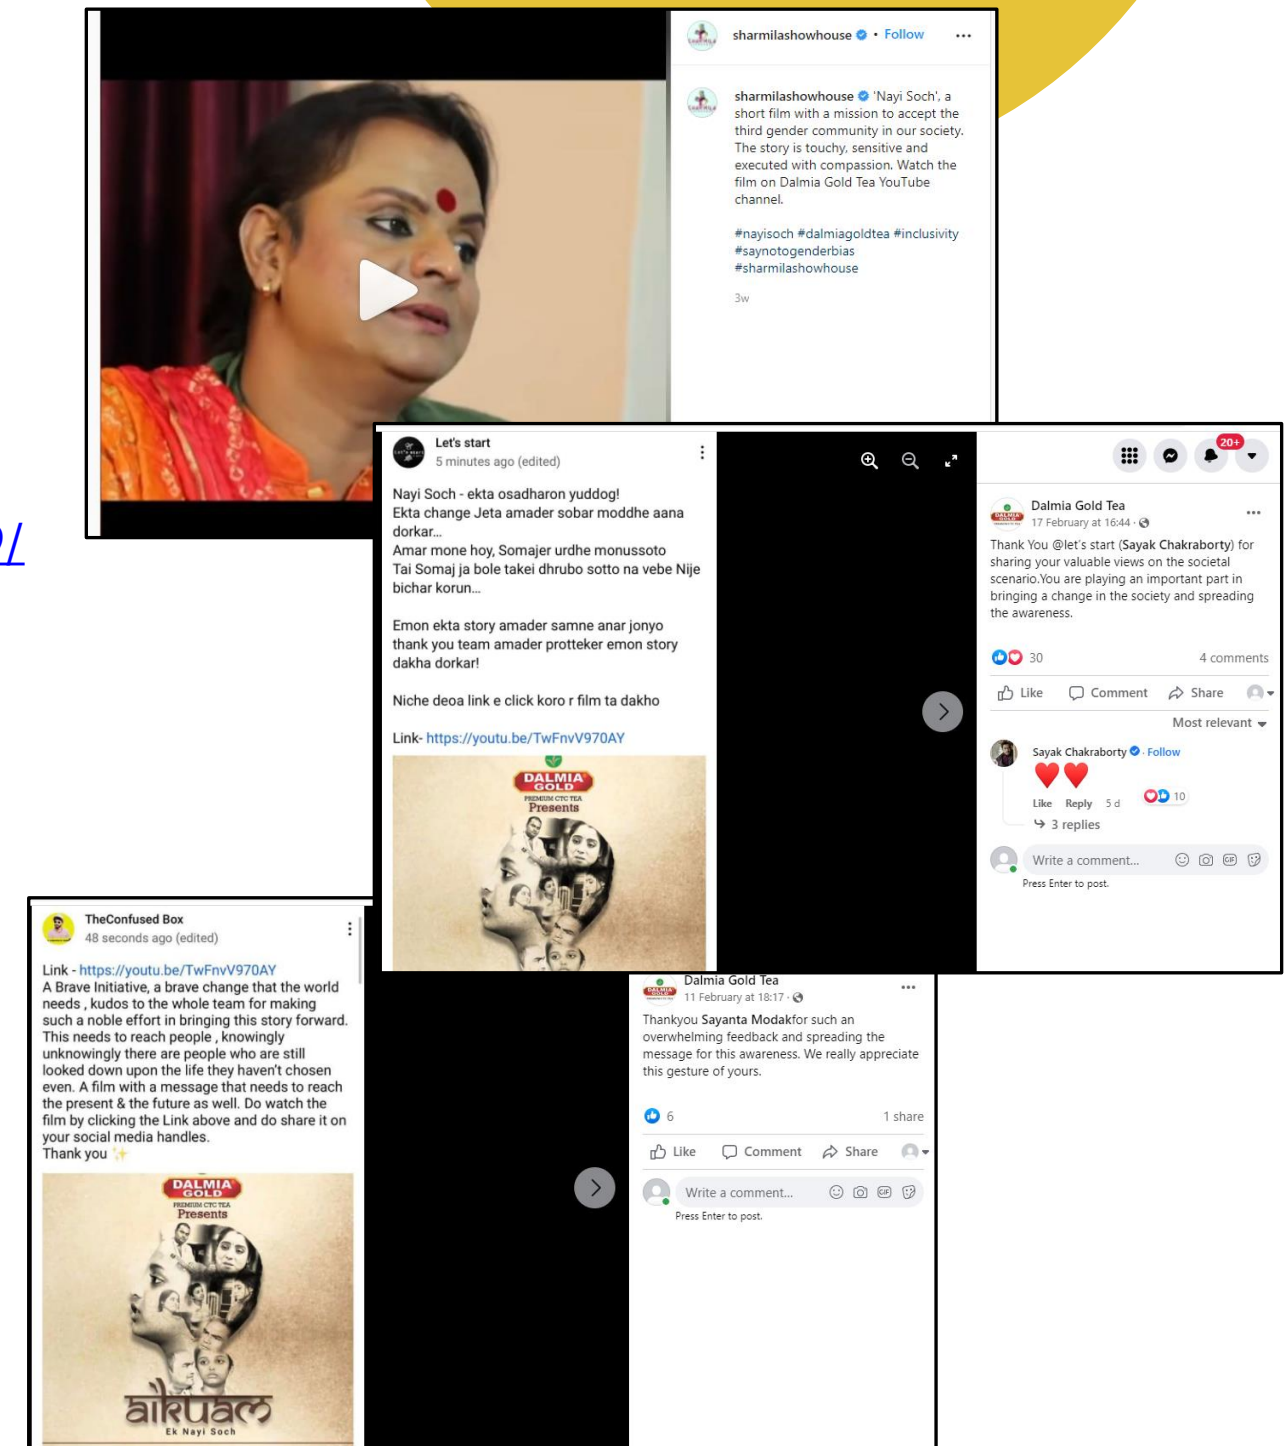 sharmilashowhouse • Follow
sharmilashowhouse 'Nayi Soch', a
short film with a mission to accept the
third gender community in our society.
The story is touchy, sensitive and
executed with compassion. Watch the
film on Dalmia Gold Tea YouTube
channel.
#nayisoch #dalmiagoldtea #inclusivity
#saynotogenderbias
#sharmilashowhouse
3w
Let's start
5 minutes ago (edited)
Nayi Soch - ekta osadharon yuddog!
Ekta change Jeta amader sobar moddhe aana
dorkar...
Amar mone hoy, Somajer urdhe monussoto
Tai Somaj ja bole takei dhrubo sotto na vebe Nije
bichar korun...
Emon ekta story amader samne anar jonyo
thank you team amader protteker emon story
dakha dorkar!
Niche deoa link e click koro r film ta dakho
Link- https://youtu.be/TwFnvV970AY
DALMIA
GOLD
PREMIUM CTC TEA
Presents
20+
Dalmia Gold Tea
17 February at 16:44 ·
Thank You @let's start (Sayak Chakraborty) for
sharing your valuable views on the societal
scenario.You are playing an important part in
bringing a change in the society and spreading
the awareness.
30 4 comments
Like Comment Share
Most relevant
Sayak Chakraborty · Follow
Like Reply 5 d 10
3 replies
Write a comment... GIF
Press Enter to post.
TheConfused Box
48 seconds ago (edited)
Link - https://youtu.be/TwFnvV970AY
A Brave Initiative, a brave change that the world
needs , kudos to the whole team for making
such a noble effort in bringing this story forward.
This needs to reach people , knowingly
unknowingly there are people who are still
looked down upon the life they haven't chosen
even. A film with a message that needs to reach
the present & the future as well. Do watch the
film by clicking the Link above and do share it on
your social media handles.
Thank you ✨
DALMIA
GOLD
PREMIUM CTC TEA
Presents
aikyam
Ek Nayi Soch
Dalmia Gold Tea
11 February at 18:17 ·
Thankyou Sayanta Modakfor such an
overwhelming feedback and spreading the
message for this awareness. We really appreciate
this gesture of yours.
6 1 share
Like Comment Share
Write a comment... GIF
Press Enter to post.